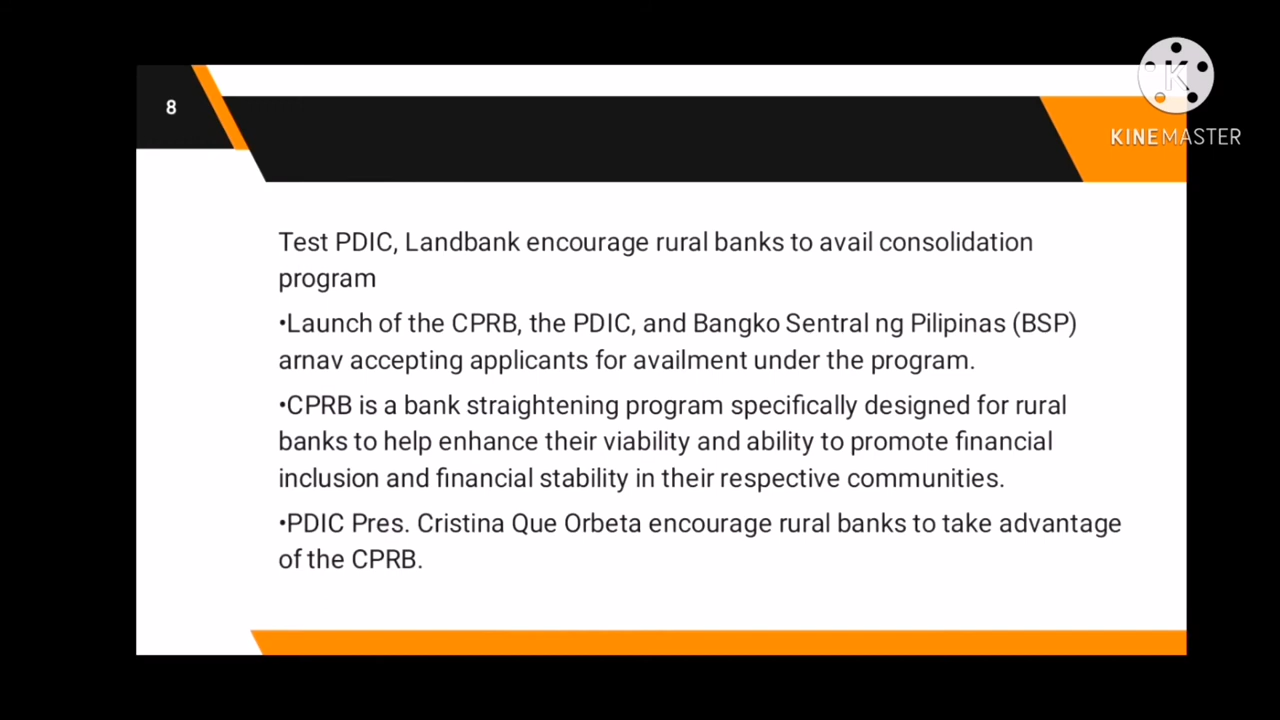 8
K
KINEMASTER
Test PDIC, Landbank encourage rural banks to avail consolidation
program
•Launch of the CPRB, the PDIC, and Bangko Sentral ng Pilipinas (BSP)
arnav accepting applicants for availment under the program.
•CPRB is a bank straightening program specifically designed for rural
banks to help enhance their viability and ability to promote financial
inclusion and financial stability in their respective communities.
•PDIC Pres. Cristina Que Orbeta encourage rural banks to take advantage
of the CPRB.